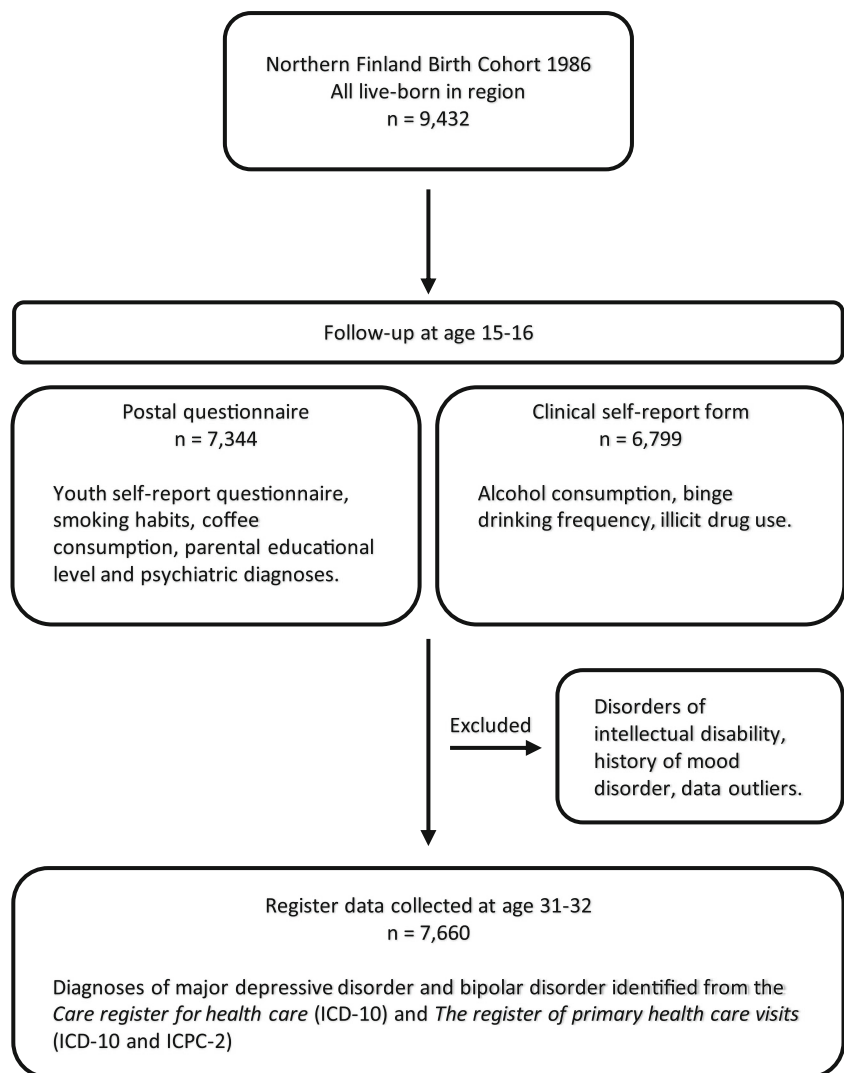 Northern Finland Birth Cohort 1986
All live-born in region
n = 9,432
Follow-up at age 15-16
Postal questionnaire
n = 7,344
Youth self-report questionnaire,
smoking habits, coffee
consumption, parental educational
level and psychiatric diagnoses.
Clinical self-report form
n = 6,799
Alcohol consumption, binge
drinking frequency, illicit drug use.
Excluded
Disorders of
intellectual disability,
history of mood
disorder, data outliers.
Register data collected at age 31-32
n = 7,660
Diagnoses of major depressive disorder and bipolar disorder identified from the
Care register for health care (ICD-10) and The register of primary health care visits
(ICD-10 and ICPC-2)